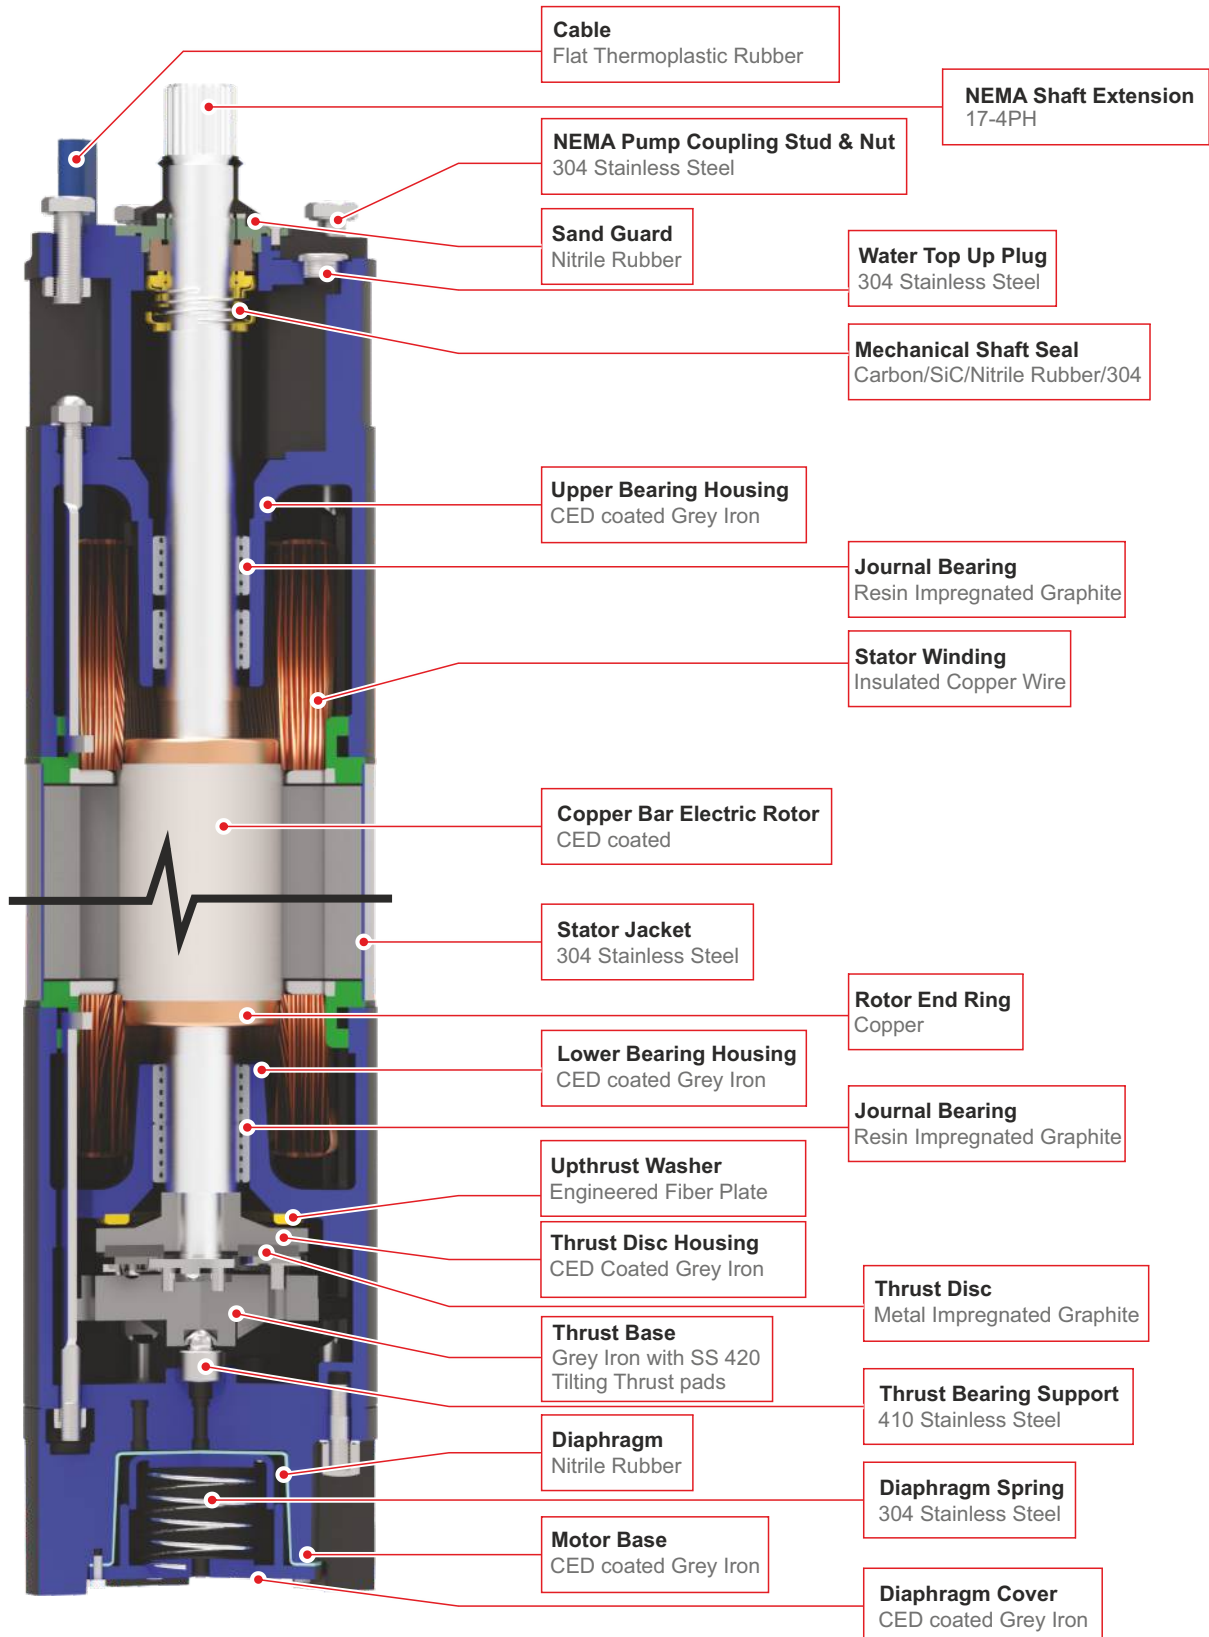 Cable
Flat Thermoplastic Rubber
NEMA Shaft Extension
17-4PH
NEMA Pump Coupling Stud & Nut
304 Stainless Steel
Sand Guard
Nitrile Rubber
Water Top Up Plug
304 Stainless Steel
Mechanical Shaft Seal
Carbon/SiC/Nitrile Rubber/304
Upper Bearing Housing
CED coated Grey Iron
Journal Bearing
Resin Impregnated Graphite
Stator Winding
Insulated Copper Wire
Copper Bar Electric Rotor
CED coated
Stator Jacket
304 Stainless Steel
Rotor End Ring
Copper
Lower Bearing Housing
CED coated Grey Iron
Journal Bearing
Resin Impregnated Graphite
Upthrust Washer
Engineered Fiber Plate
Thrust Disc Housing
CED Coated Grey Iron
Thrust Disc
Metal Impregnated Graphite
Thrust Base
Grey Iron with SS 420
Tilting Thrust pads
Thrust Bearing Support
410 Stainless Steel
Diaphragm
Nitrile Rubber
Diaphragm Spring
304 Stainless Steel
Motor Base
CED coated Grey Iron
Diaphragm Cover
CED coated Grey Iron